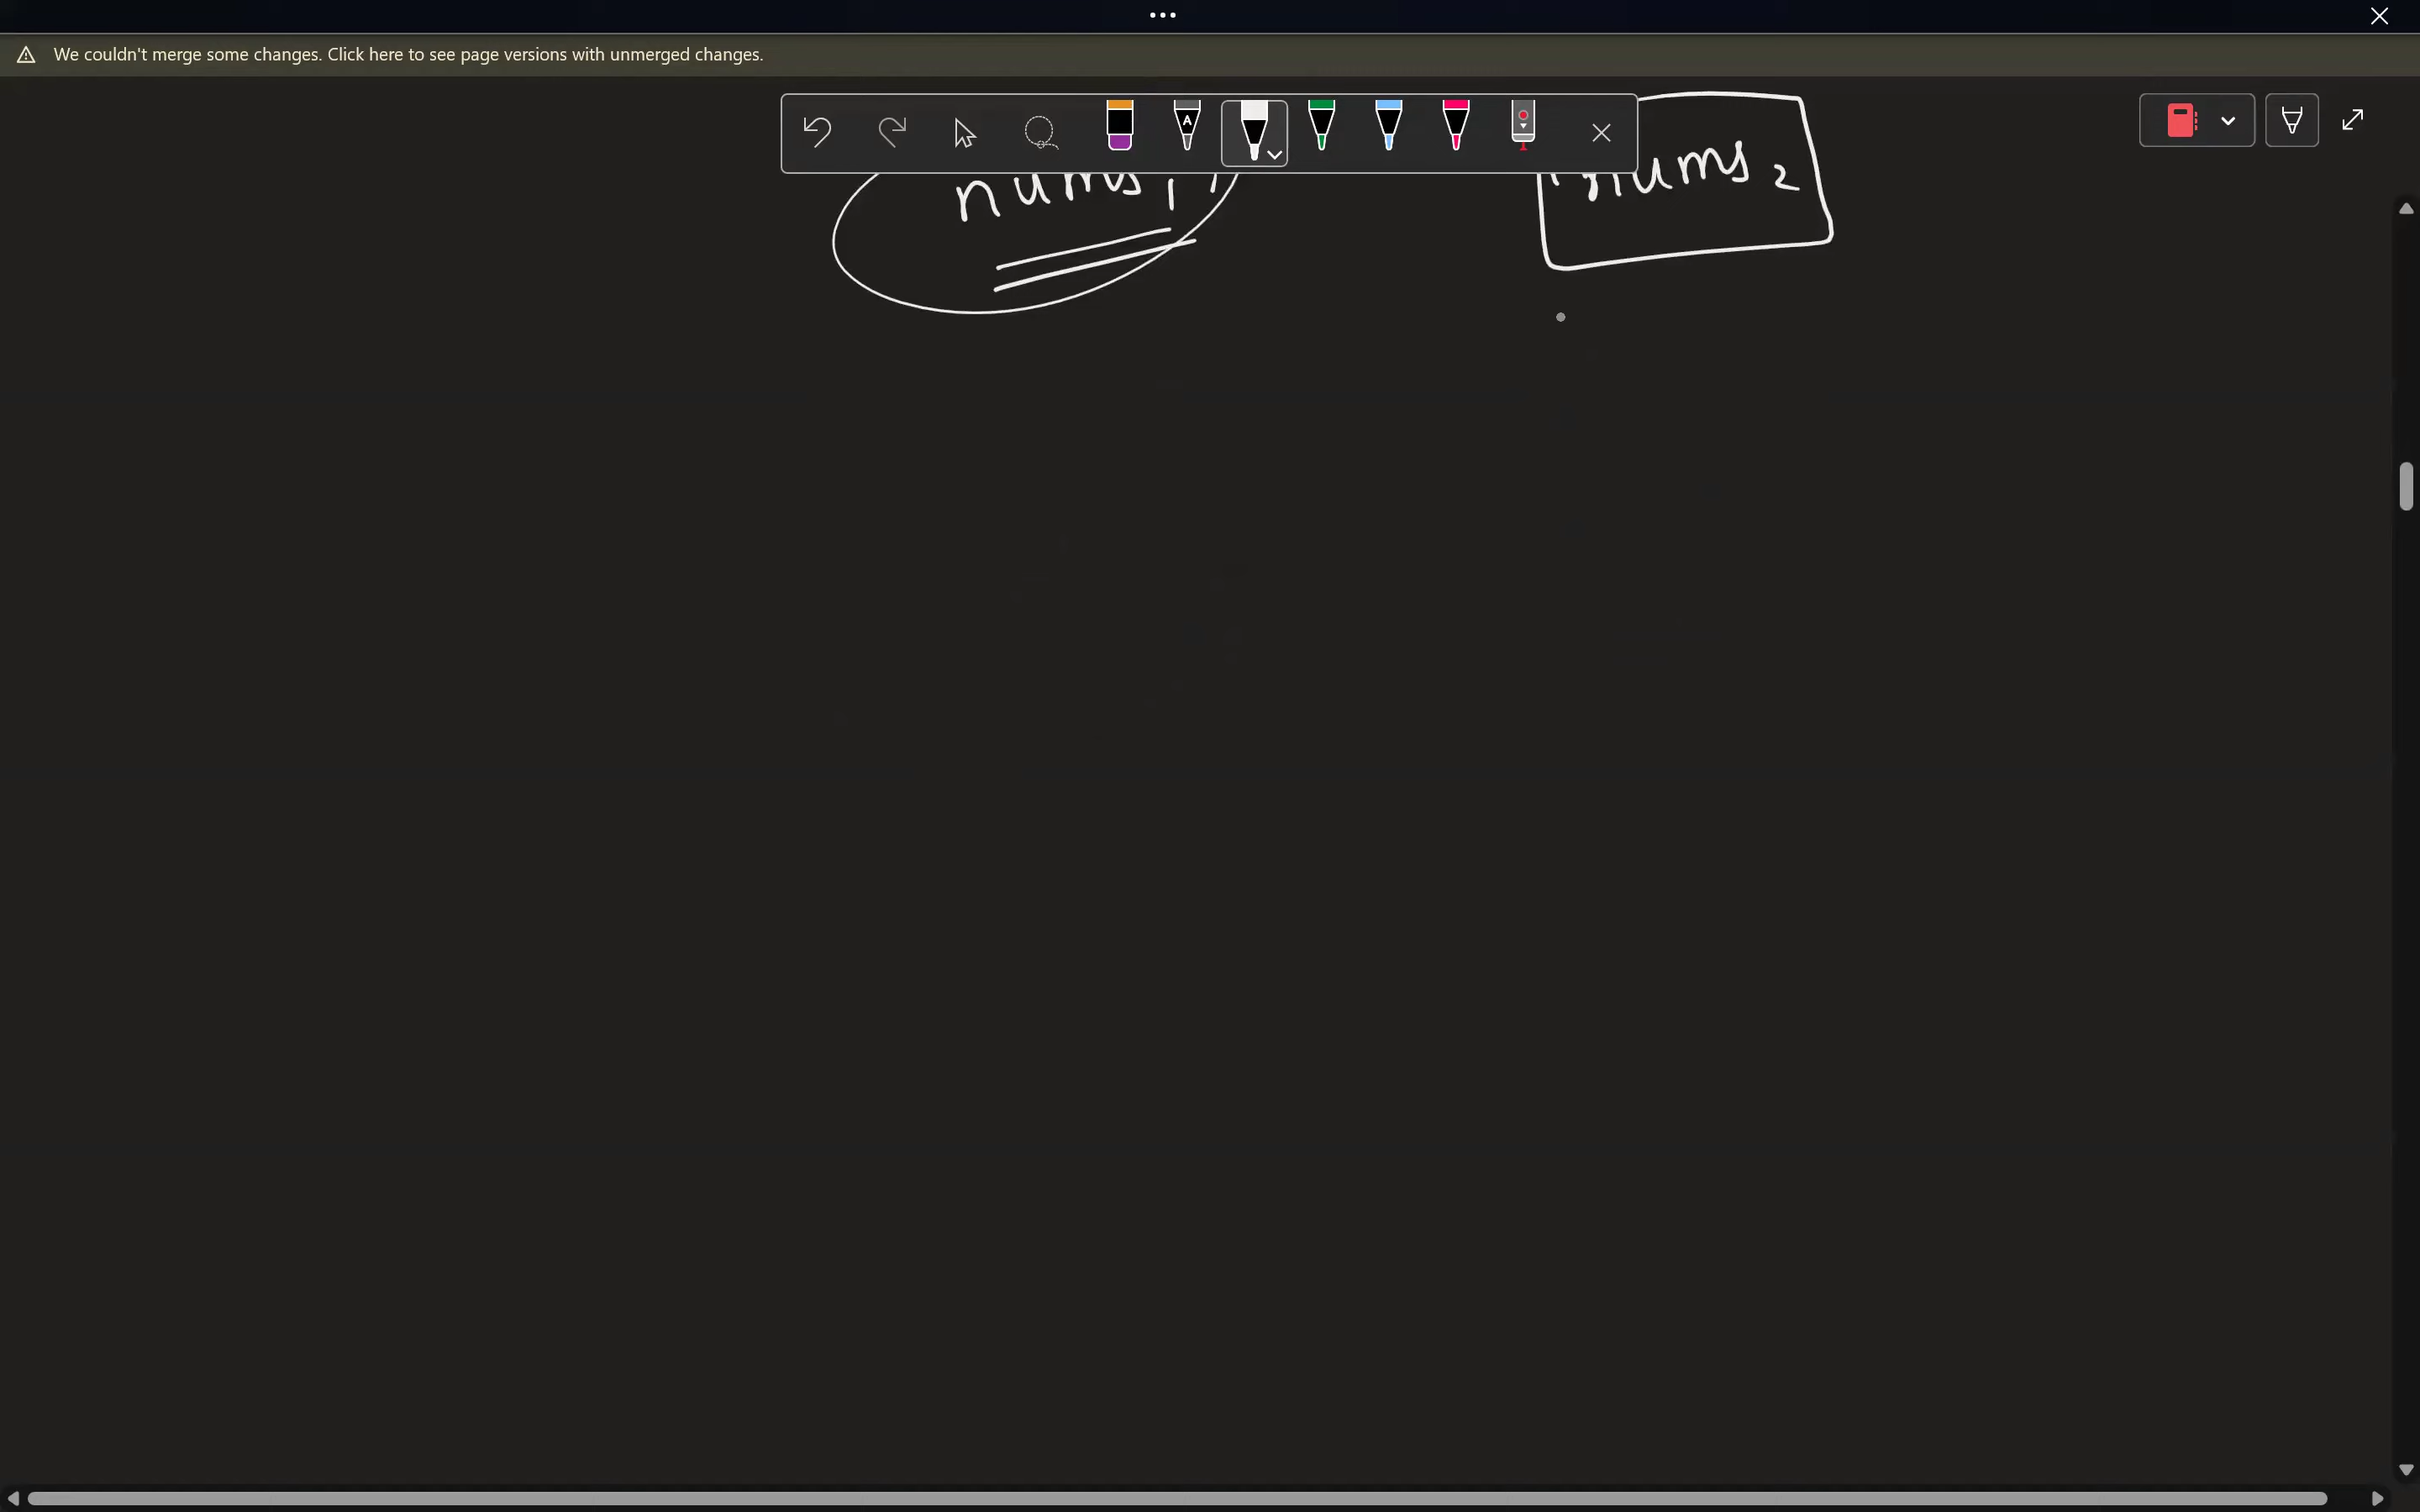 We couldn't merge some changes. Click here to see page versions with unmerged changes.
A
nums₁
nums₂